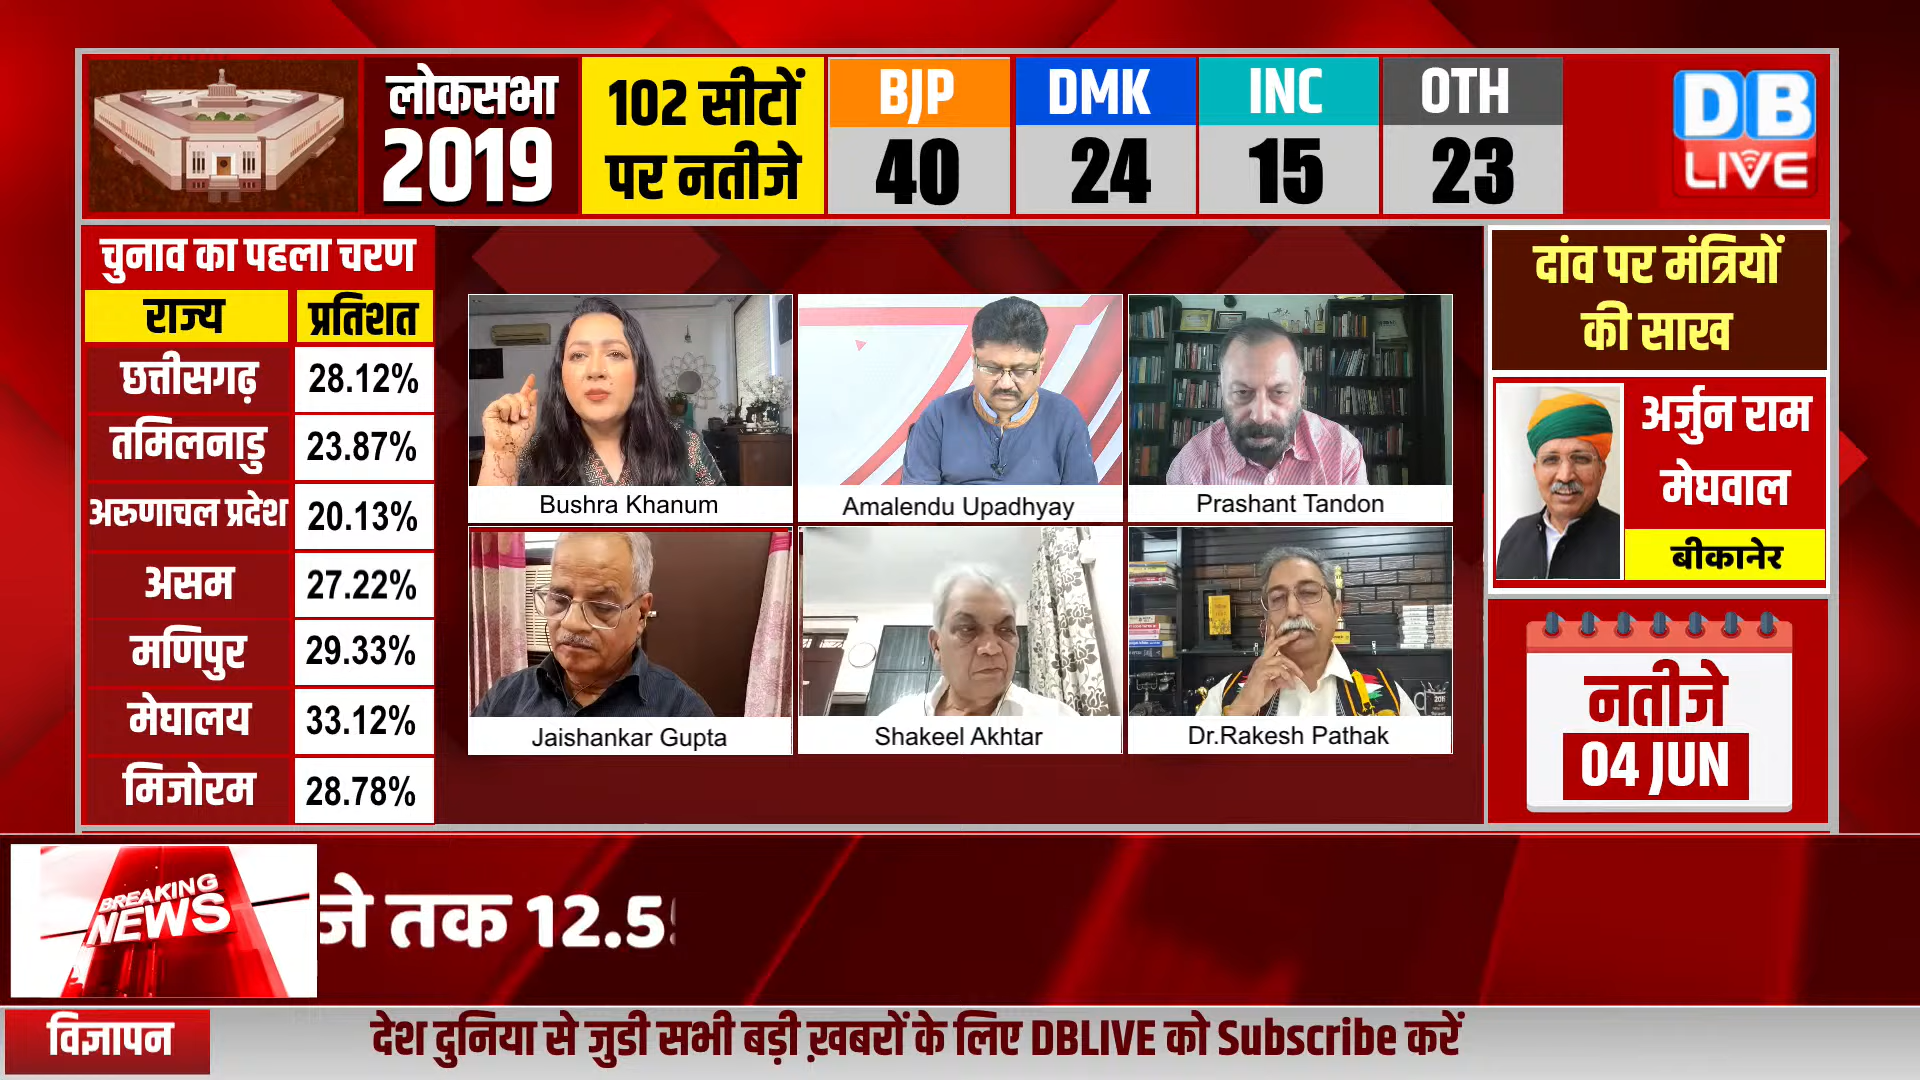 लोकसभा
2019
102 सीटों
पर नतीजे
BJP
40
DMK
24
INC
15
OTH
23
DB
LIVE
चुनाव का पहला चरण
राज्य प्रतिशत
छत्तीसगढ़ 28.12%
तमिलनाडु 23.87%
अरुणाचल प्रदेश 20.13%
असम 27.22%
मणिपुर 29.33%
मेघालय 33.12%
मिजोरम 28.78%
Bushra Khanum
Amalendu Upadhyay
Prashant Tandon
Jaishankar Gupta
Shakeel Akhtar
Dr.Rakesh Pathak
दांव पर मंत्रियों
की साख
अर्जुन राम
मेघवाल
बीकानेर
नतीजे
04 JUN
BREAKING
NEWS
जे तक 12.5
विज्ञापन
देश दुनिया से जुडी सभी बड़ी ख़बरों के लिए DBLIVE को Subscribe करें